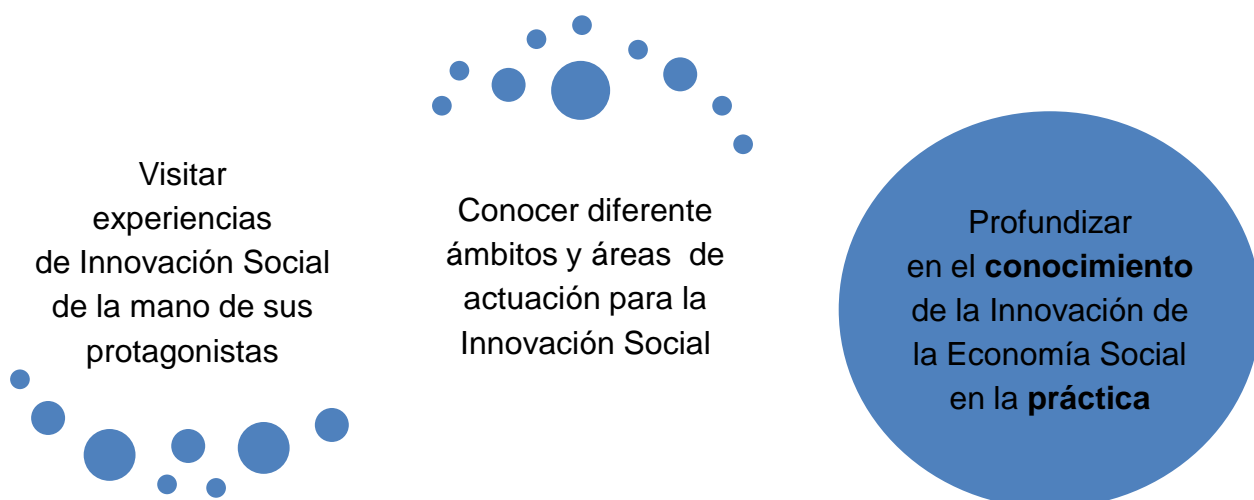 Visitar
experiencias
de Innovación Social
de la mano de sus
protagonistas
Conocer diferente
ámbitos y áreas de
actuación para la
Innovación Social
Profundizar
en el conocimiento
de la Innovación de
la Economía Social
en la práctica